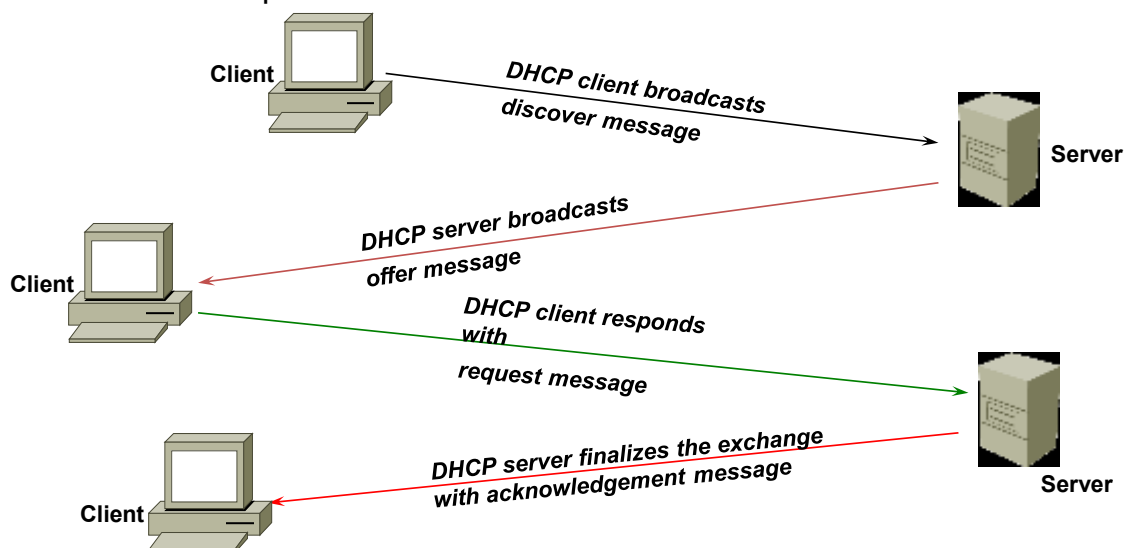 Client
DHCP client broadcasts
discover message
Server
DHCP server broadcasts
offer message
Client
DHCP client responds
with
request message
DHCP server finalizes the exchange
with acknowledgement message
Server
Client